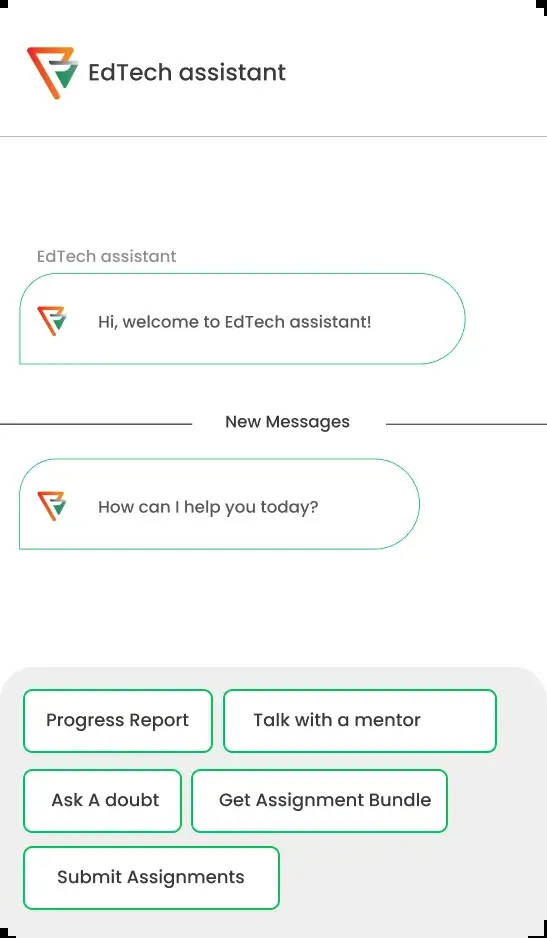 EdTech assistant
EdTech assistant
Hi, welcome to EdTech assistant!
New Messages
How can I help you today?
Progress Report
Talk with a mentor
Ask A doubt
Get Assignment Bundle
Submit Assignments